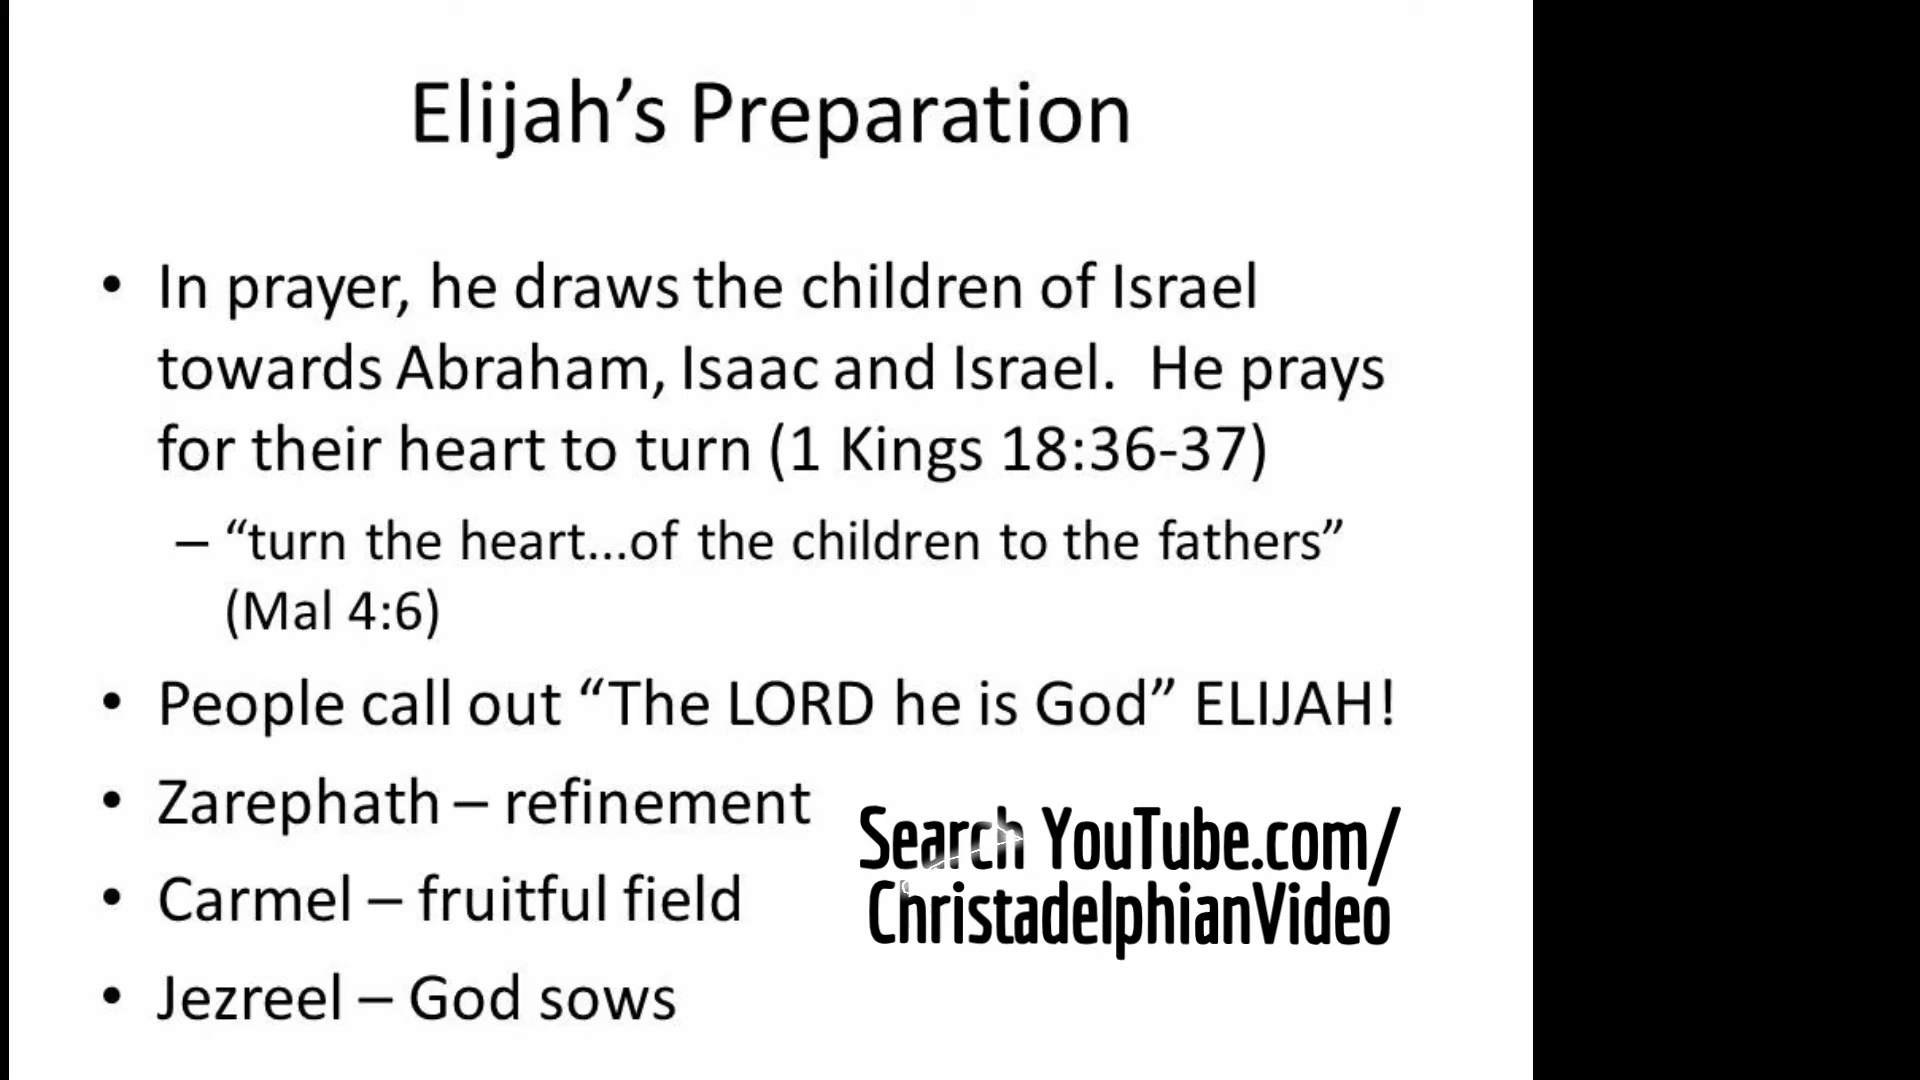 Elijah’s Preparation
• In prayer, he draws the children of Israel
towards Abraham, Isaac and Israel.  He prays
for their heart to turn (1 Kings 18:36-37)
– “turn the heart...of the children to the fathers”
(Mal 4:6)
• People call out “The LORD he is God” ELIJAH!
• Zarephath – refinement
• Carmel – fruitful field
• Jezreel – God sows
Search YouTube.com/
ChristadelphianVideo